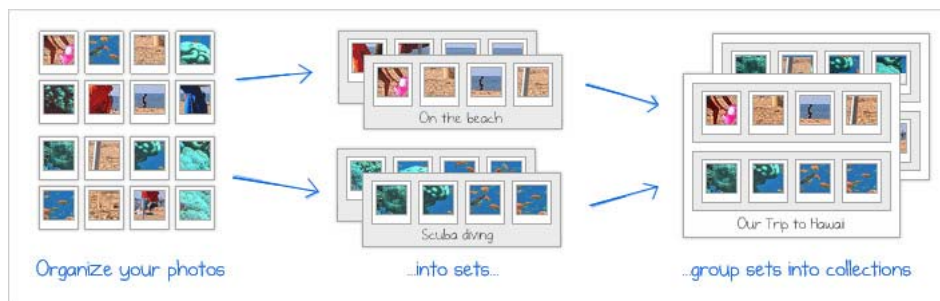 On the beach
Scuba diving
Our Trip to Hawaii
Organize your photos
...into sets...
...group sets into collections